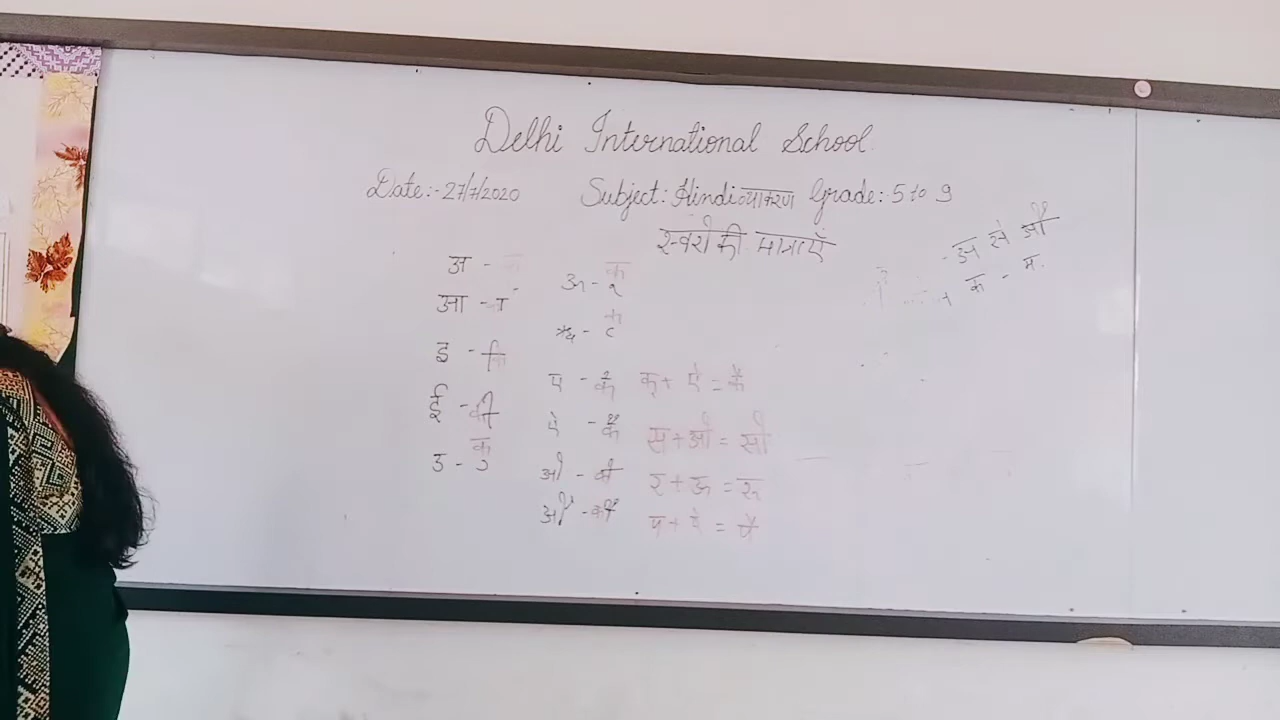 Delhi International School.
Date:- 27/7/2020 Subject: Hindi व्याकरण Grade: 5 to 9
स्वरों की मात्राएँ
अ से औ
क - म.
अ - क
आ - ा
इ - कि
ई - की
उ - कु
ऊ - कू
ऋ - कृ
ए - के
ऐ - कै
ओ - को
औ - कौ
क् + ऐ = कै
स + ओ = सो
र + ऊ = रू
प + ऐ = पै